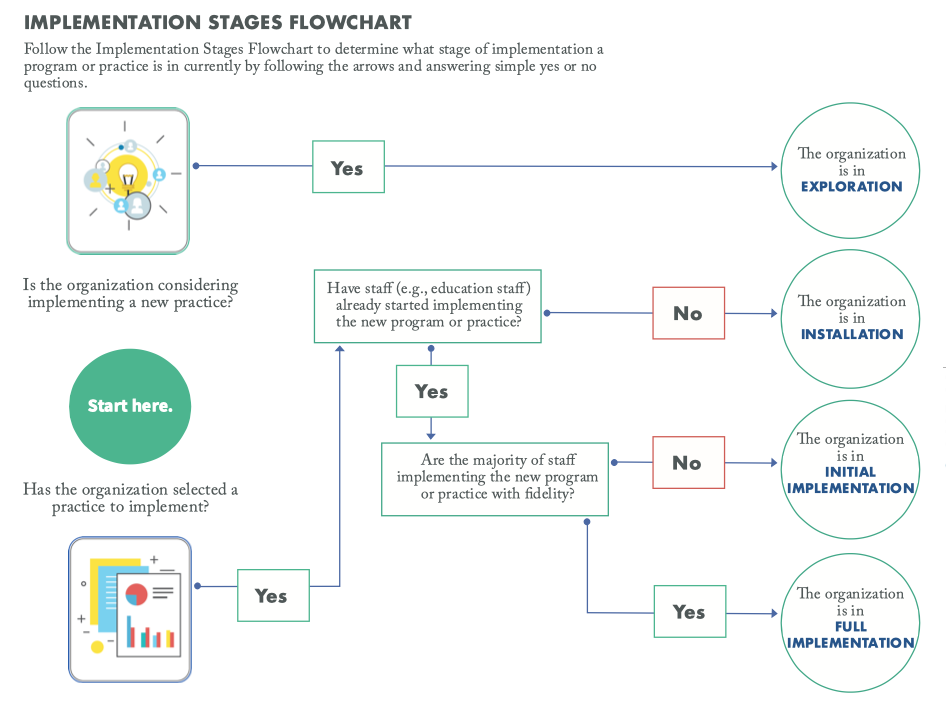 IMPLEMENTATION STAGES FLOWCHART
Follow the Implementation Stages Flowchart to determine what stage of implementation a
program or practice is in currently by following the arrows and answering simple yes or no
questions.
Yes
The organization
is in
EXPLORATION
Is the organization considering
implementing a new practice?
Have staff (e.g., education staff)
already started implementing
the new program or practice?
No
The organization
is in
INSTALLATION
Start here.
Yes
Are the majority of staff
implementing the new program
or practice with fidelity?
No
The organization
is in
INITIAL
IMPLEMENTATION
Has the organization selected a
practice to implement?
Yes
Yes
The organization
is in
FULL
IMPLEMENTATION